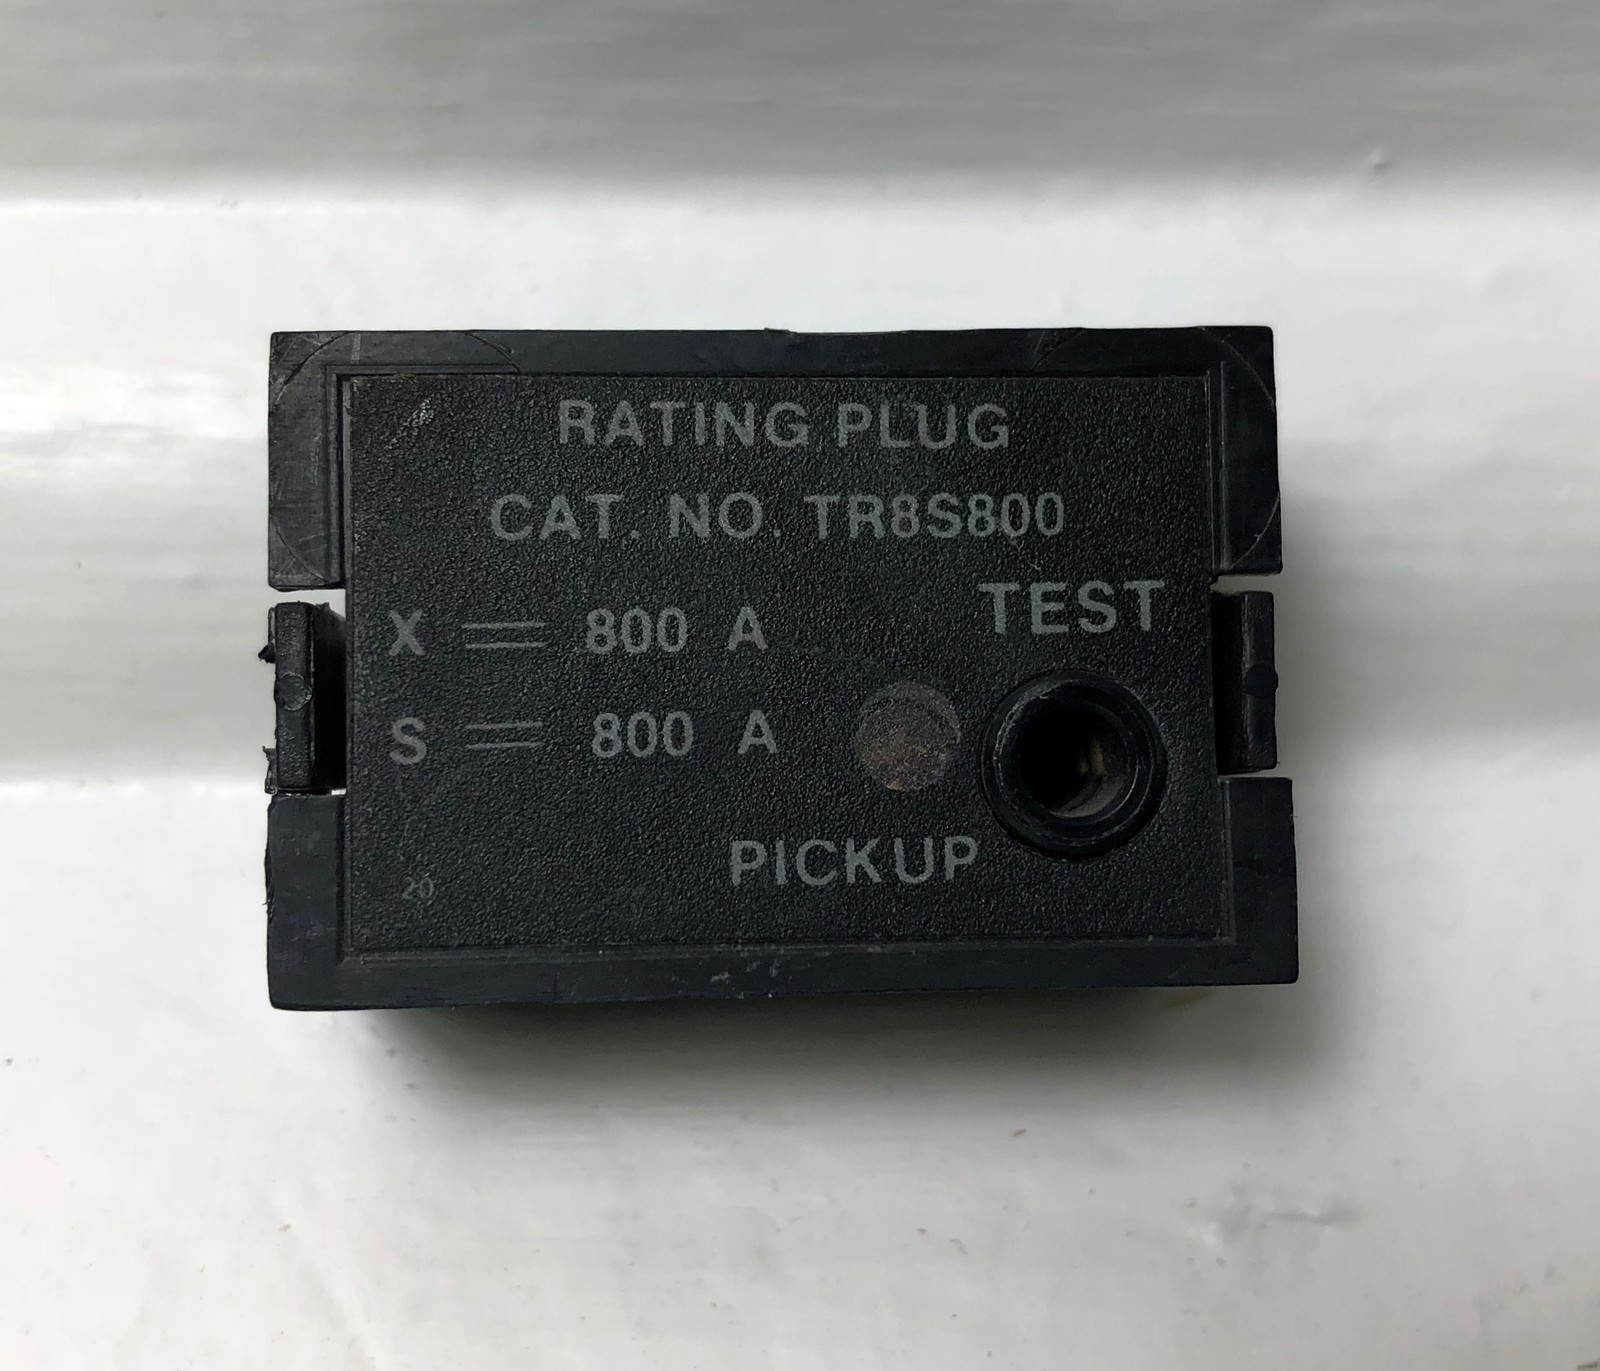 RATING PLUG
CAT. NO. TR8S800
TEST
X = 800 A
S = 800 A
PICKUP
20